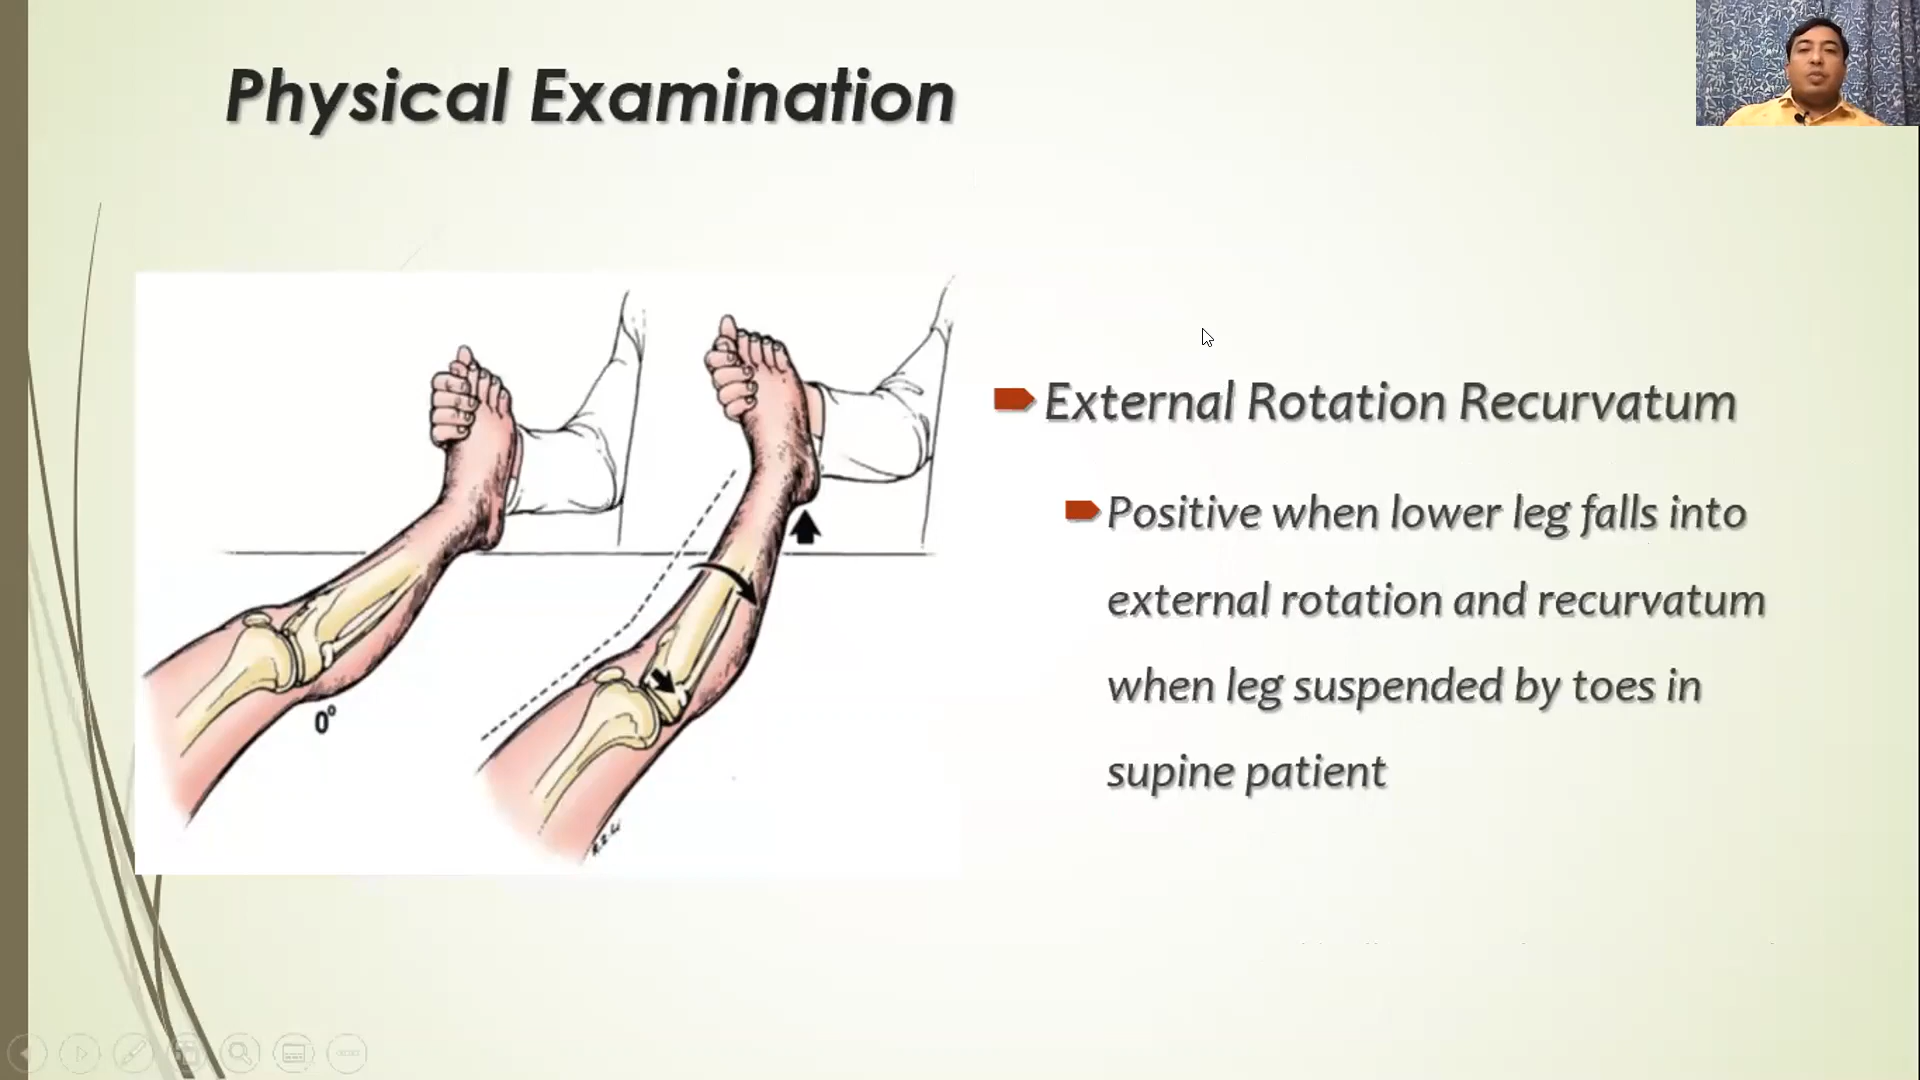 Physical Examination
External Rotation Recurvatum
Positive when lower leg falls into
external rotation and recurvatum
when leg suspended by toes in
supine patient
0°